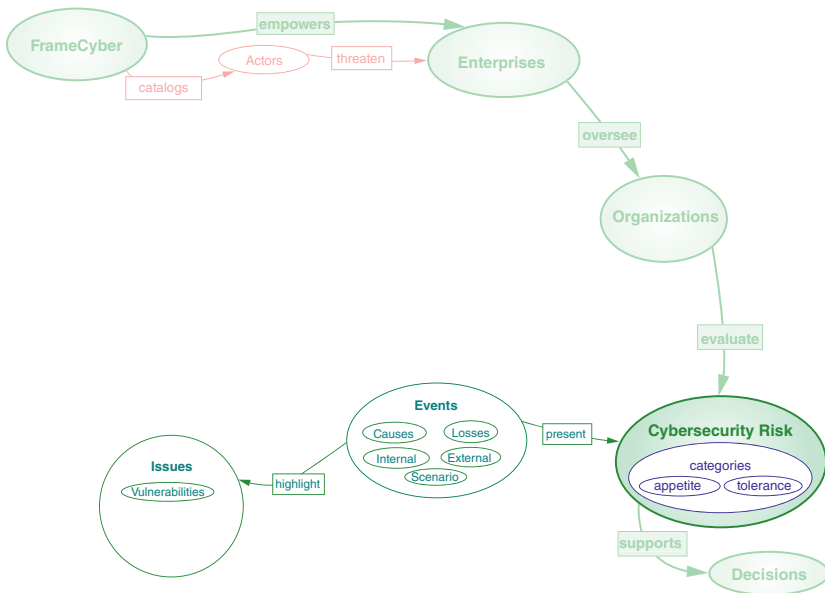 empowers
FrameCyber
Actors
threaten
Enterprises
catalogs
oversee
Organizations
evaluate
Events
Causes
Losses
present
Cybersecurity Risk
Issues
Internal
External
categories
Scenario
highlight
appetite
tolerance
Vulnerabilities
supports
Decisions